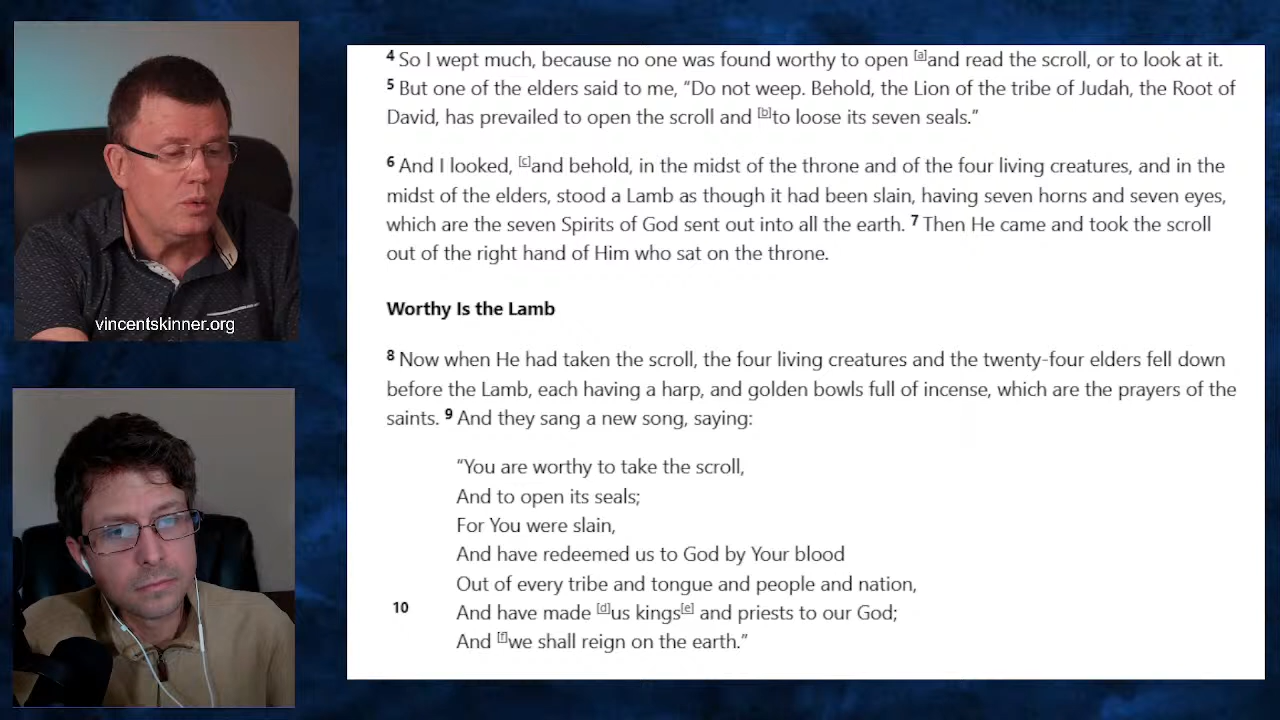 vincentskinner.org
4 So I wept much, because no one was found worthy to open [a]and read the scroll, or to look at it.
5 But one of the elders said to me, “Do not weep. Behold, the Lion of the tribe of Judah, the Root of
David, has prevailed to open the scroll and [b]to loose its seven seals.”
6 And I looked, [c]and behold, in the midst of the throne and of the four living creatures, and in the
midst of the elders, stood a Lamb as though it had been slain, having seven horns and seven eyes,
which are the seven Spirits of God sent out into all the earth. 7 Then He came and took the scroll
out of the right hand of Him who sat on the throne.
Worthy Is the Lamb
8 Now when He had taken the scroll, the four living creatures and the twenty-four elders fell down
before the Lamb, each having a harp, and golden bowls full of incense, which are the prayers of the
saints. 9 And they sang a new song, saying:
“You are worthy to take the scroll,
And to open its seals;
For You were slain,
And have redeemed us to God by Your blood
Out of every tribe and tongue and people and nation,
10 And have made [d]us kings[e] and priests to our God;
And [f]we shall reign on the earth.”